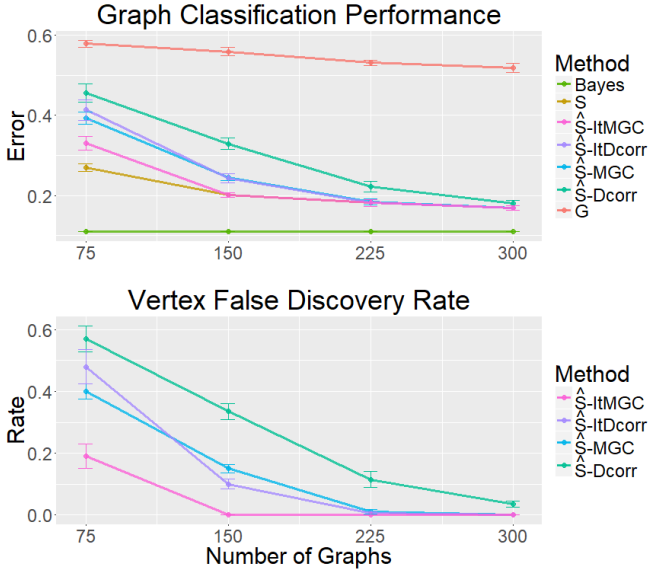 Graph Classification Performance
0.6
0.4
0.2
Error
75
150
225
300
Method
Bayes
S
Ŝ-ItMGC
Ŝ-ItDcorr
Ŝ-MGC
Ŝ-Dcorr
G
Vertex False Discovery Rate
0.6
0.4
0.2
0.0
Rate
75
150
225
300
Number of Graphs
Method
Ŝ-ItMGC
Ŝ-ItDcorr
Ŝ-MGC
Ŝ-Dcorr